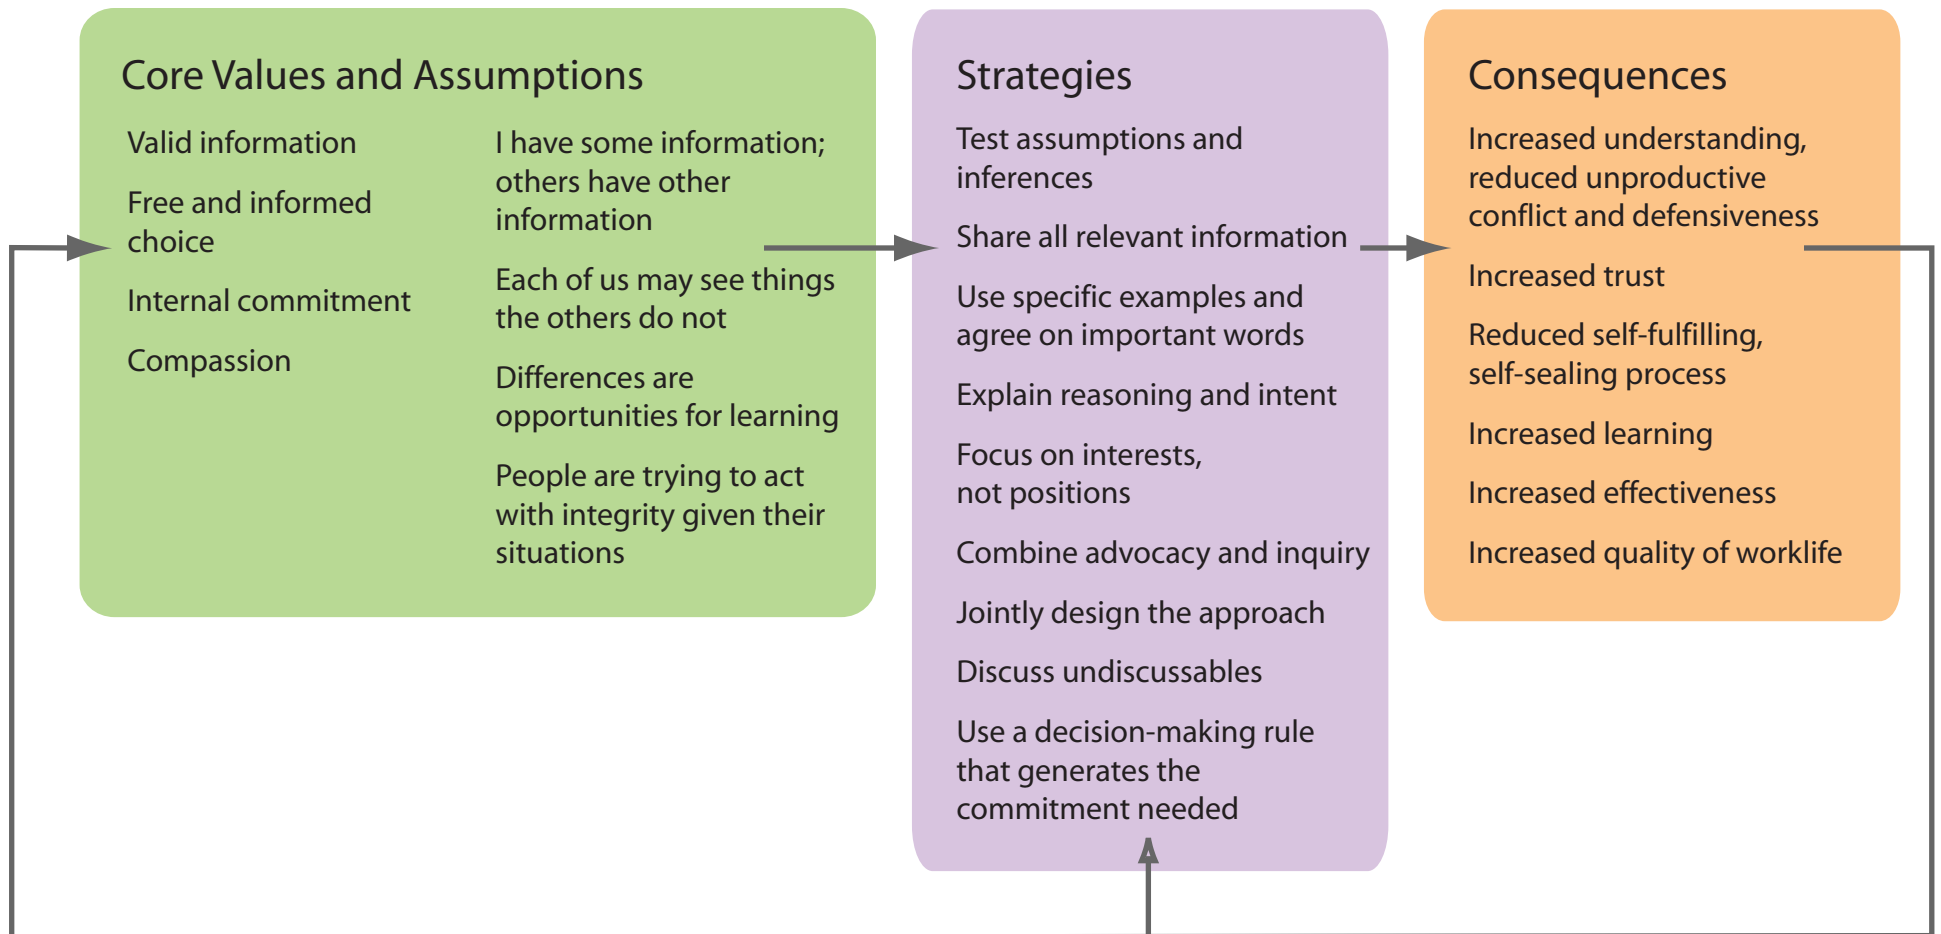 Core Values and Assumptions
Valid information
Free and informed
choice
Internal commitment
Compassion
I have some information;
others have other
information
Each of us may see things
the others do not
Differences are
opportunities for learning
People are trying to act
with integrity given their
situations
Strategies
Test assumptions and
inferences
Share all relevant information
Use specific examples and
agree on important words
Explain reasoning and intent
Focus on interests,
not positions
Combine advocacy and inquiry
Jointly design the approach
Discuss undiscussables
Use a decision-making rule
that generates the
commitment needed
Consequences
Increased understanding,
reduced unproductive
conflict and defensiveness
Increased trust
Reduced self-fulfilling,
self-sealing process
Increased learning
Increased effectiveness
Increased quality of worklife